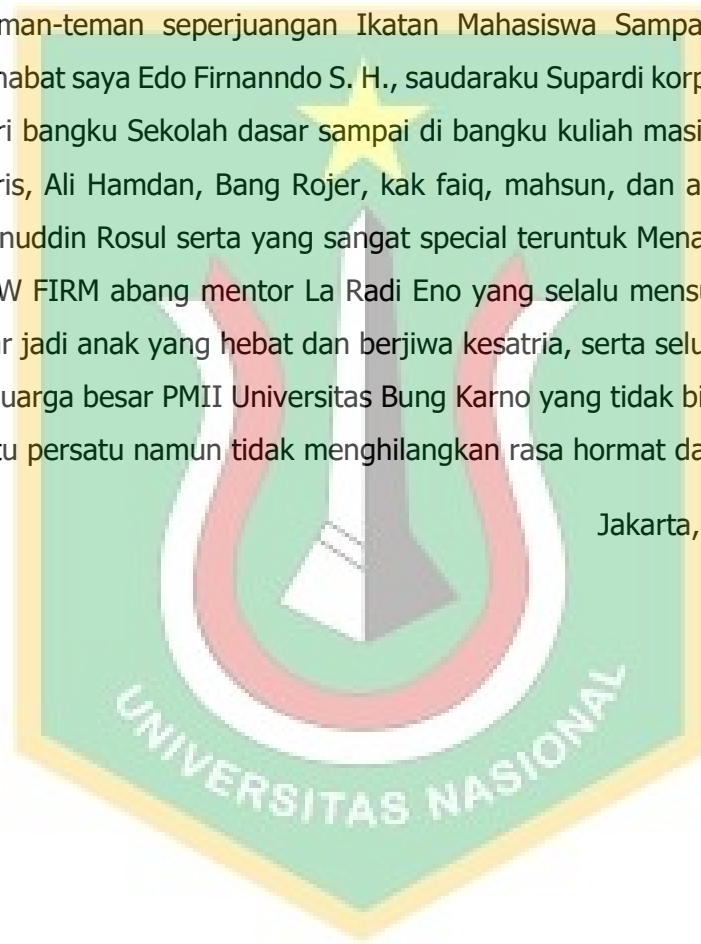 man-teman seperjuangan Ikatan Mahasiswa Sampa
habat saya Edo Firnanndo S. H., saudaraku Supardi korp
ri bangku Sekolah dasar sampai di bangku kuliah masi
ris, Ali Hamdan, Bang Rojer, kak faiq, mahsun, dan a
nuddin Rosul serta yang sangat special teruntuk Mena
W FIRM abang mentor La Radi Eno yang selalu mensu
r jadi anak yang hebat dan berjiwa kesatria, serta selu
luarga besar PMII Universitas Bung Karno yang tidak bi
tu persatu namun tidak menghilangkan rasa hormat da
Jakarta,
UNIVERSITAS NASIONAL